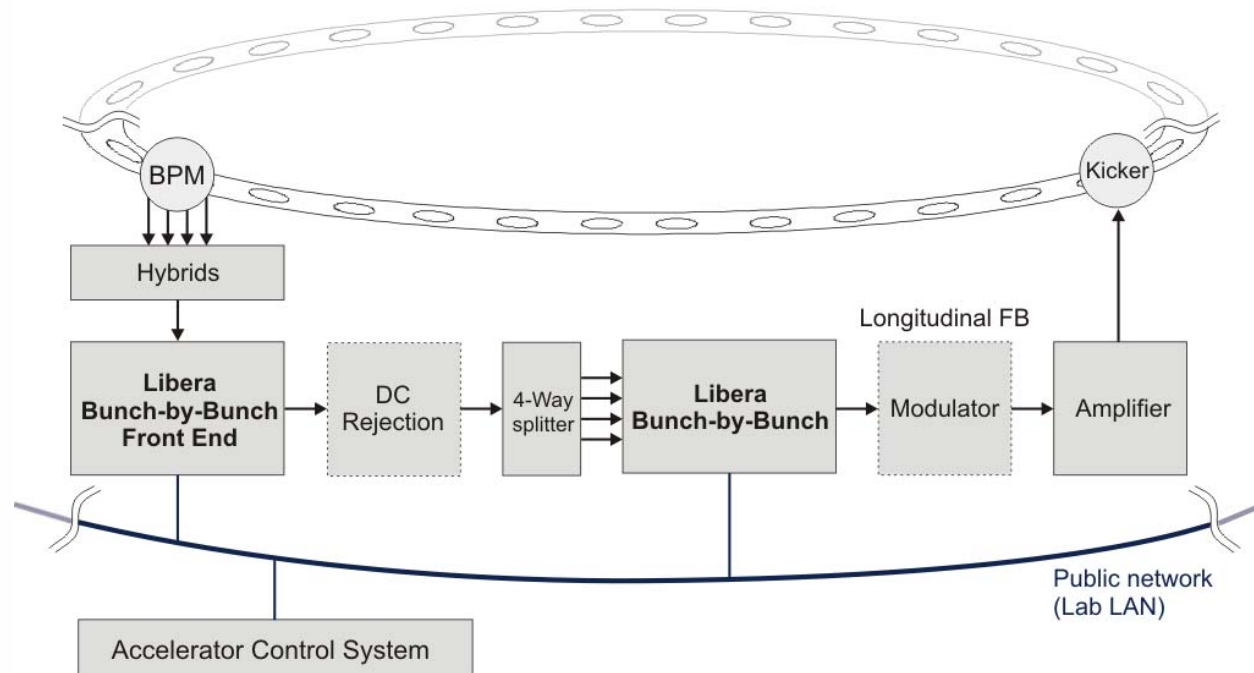 BPM
Kicker
Hybrids
Longitudinal FB
Libera
Bunch-by-Bunch
Front End
DC
Rejection
4-Way
splitter
Libera
Bunch-by-Bunch
Modulator
Amplifier
Public network
(Lab LAN)
Accelerator Control System